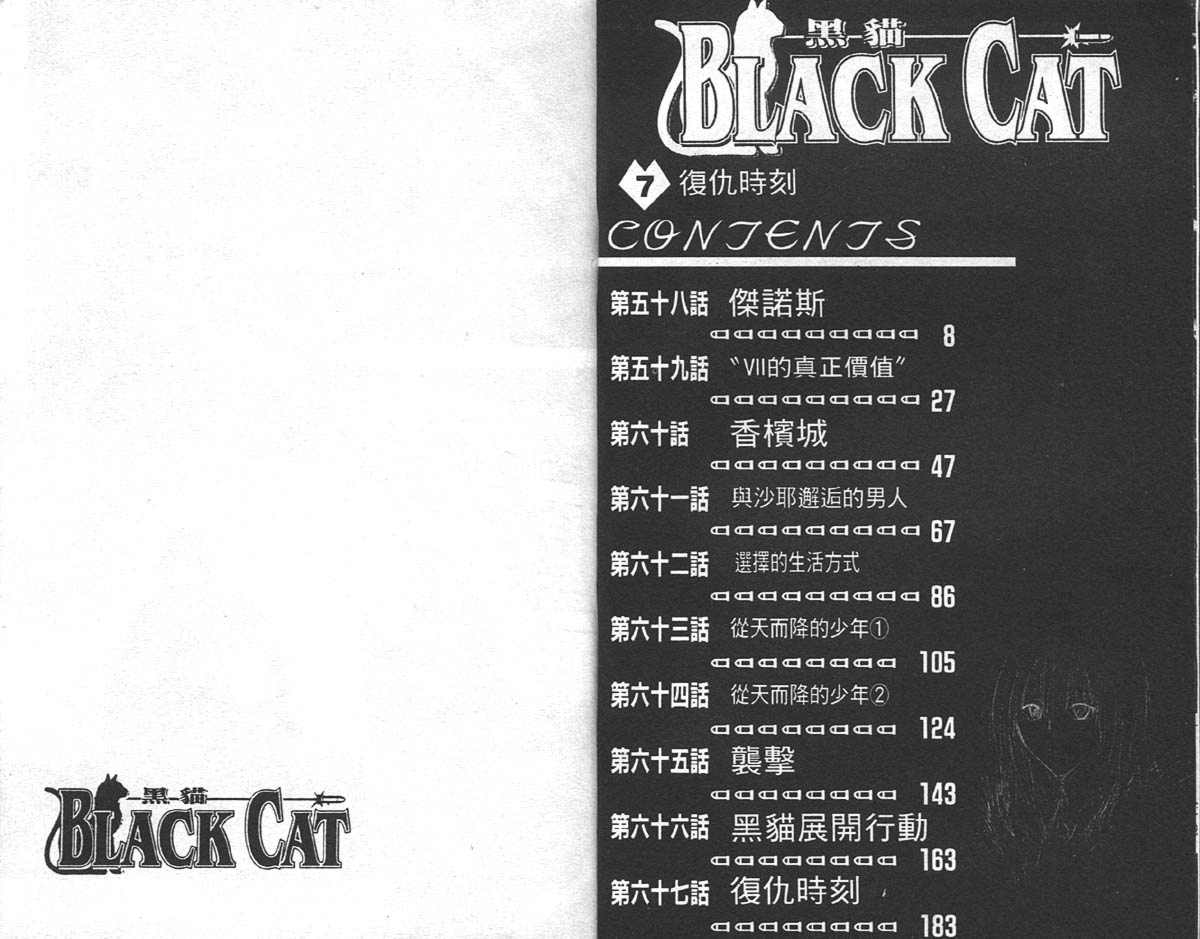 黑貓
BLACK CAT
黑貓
BLACK CAT
7 復仇時刻
CONTENTS
第五十八話 傑諾斯
8
第五十九話 〝VII的真正價值〞
27
第六十話 香檳城
47
第六十一話 與沙耶邂逅的男人
67
第六十二話 選擇的生活方式
86
第六十三話 從天而降的少年①
105
第六十四話 從天而降的少年②
124
第六十五話 襲擊
143
第六十六話 黑貓展開行動
163
第六十七話 復仇時刻
183